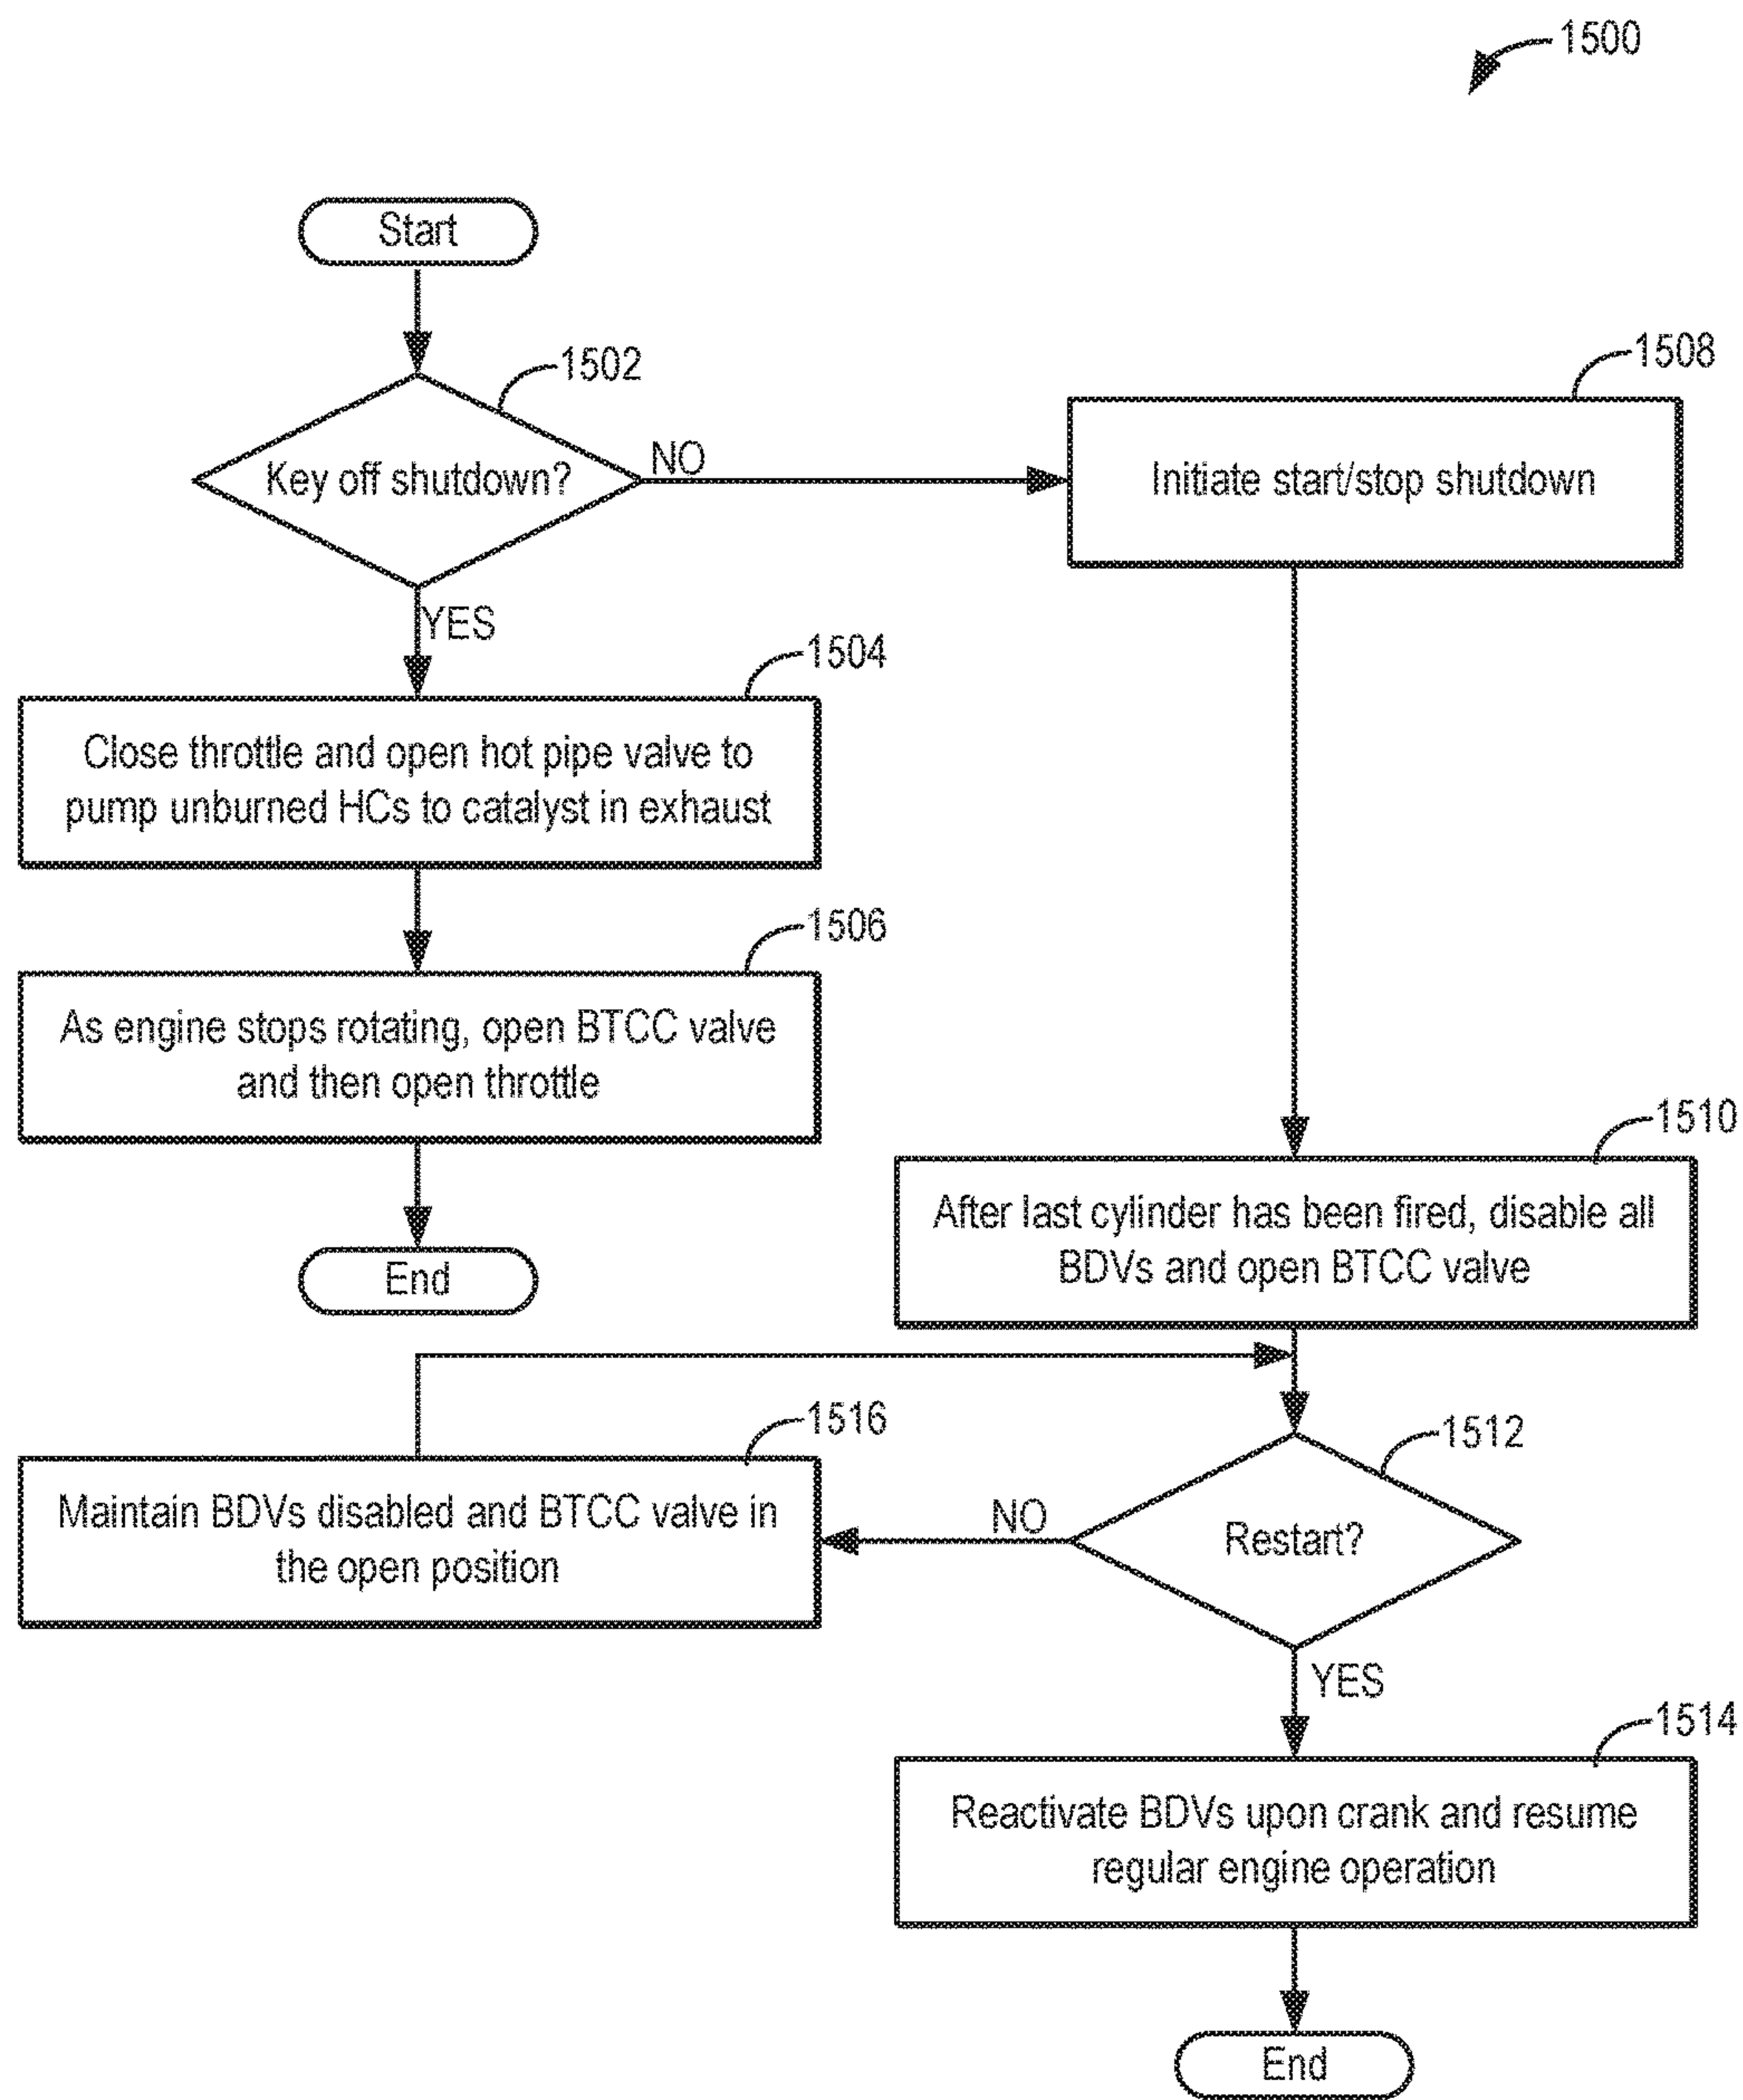 1500
Start
1502
Key off shutdown?
NO
1508
Initiate start/stop shutdown
YES
1504
Close throttle and open hot pipe valve to
pump unburned HCs to catalyst in exhaust
1506
As engine stops rotating, open BTCC valve
and then open throttle
End
1510
After last cylinder has been fired, disable all
BDVs and open BTCC valve
1516
Maintain BDVs disabled and BTCC valve in
the open position
NO
1512
Restart?
YES
1514
Reactivate BDVs upon crank and resume
regular engine operation
End